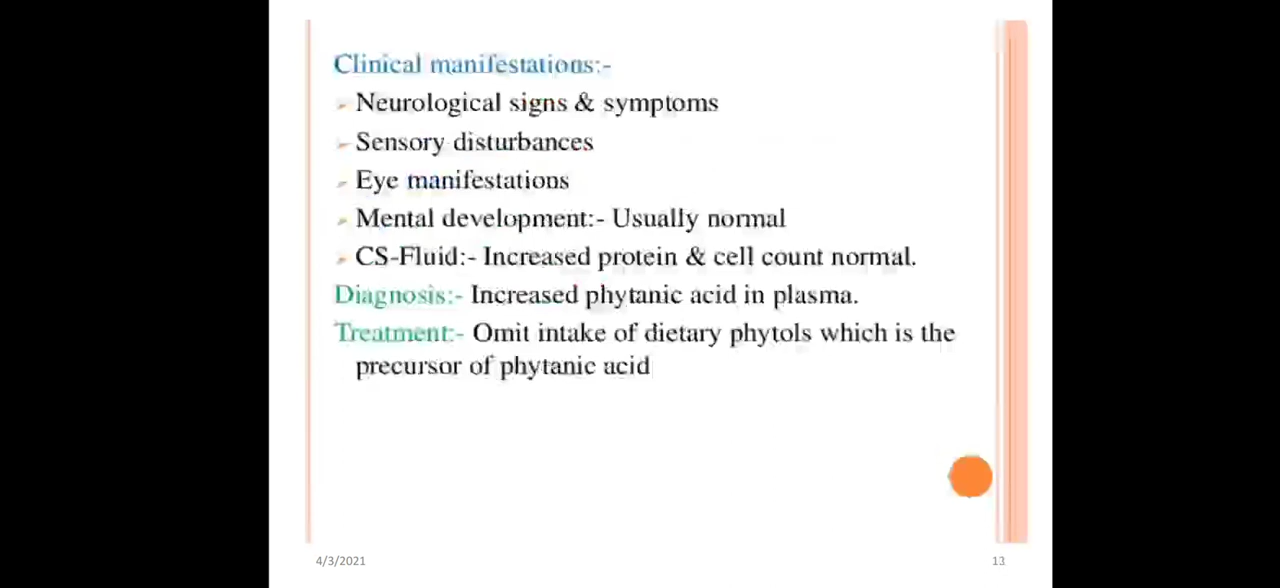 Clinical manifestations:-
Neurological signs & symptoms
Sensory disturbances
Eye manifestations
Mental development:- Usually normal
CS-Fluid:- Increased protein & cell count normal.
Diagnosis:- Increased phytanic acid in plasma.
Treatment:- Omit intake of dietary phytols which is the
precursor of phytanic acid
4/3/2021
13